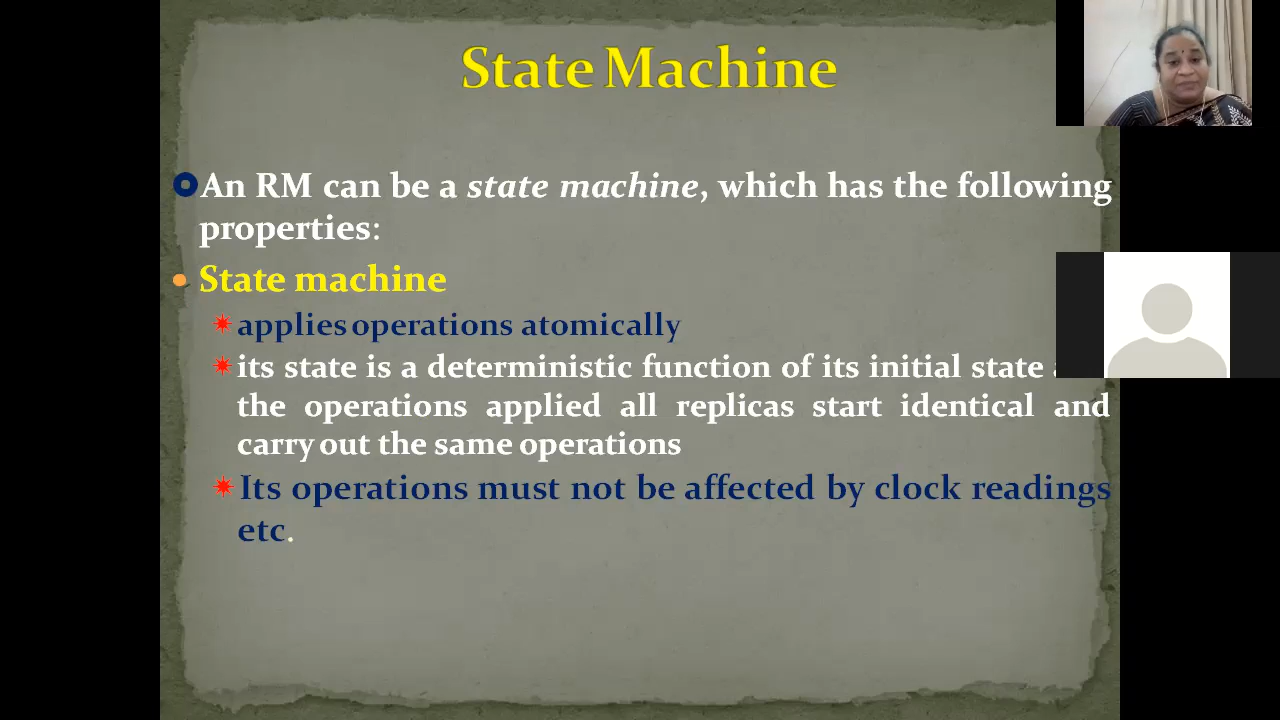 State Machine
An RM can be a state machine, which has the following
properties:
State machine
applies operations atomically
its state is a deterministic function of its initial state
the operations applied all replicas start identical and
carry out the same operations
Its operations must not be affected by clock readings
etc.